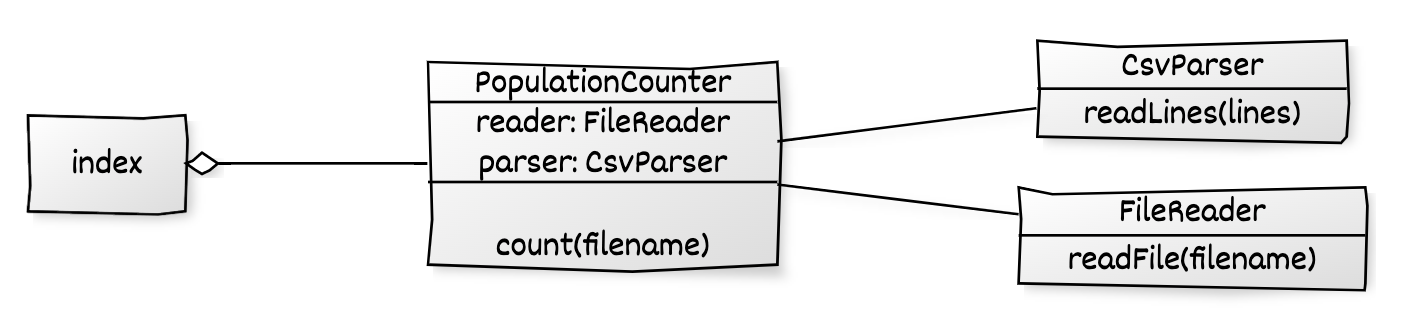 index
PopulationCounter
reader: FileReader
parser: CsvParser
count(filename)
CsvParser
readLines(lines)
FileReader
readFile(filename)